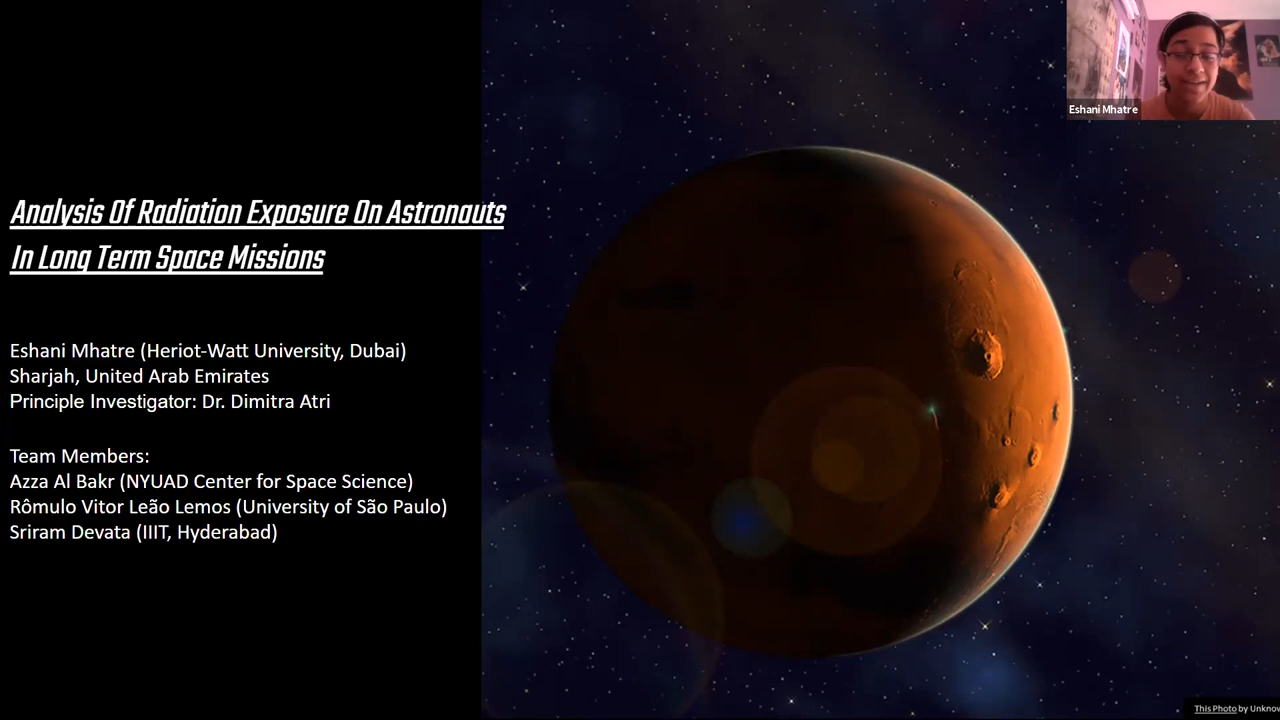 Eshani Mhatre
Analysis Of Radiation Exposure On Astronauts
In Long Term Space Missions
Eshani Mhatre (Heriot-Watt University, Dubai)
Sharjah, United Arab Emirates
Principle Investigator: Dr. Dimitra Atri
Team Members:
Azza Al Bakr (NYUAD Center for Space Science)
Rômulo Vitor Leão Lemos (University of São Paulo)
Sriram Devata (IIIT, Hyderabad)
This Photo by Unknow